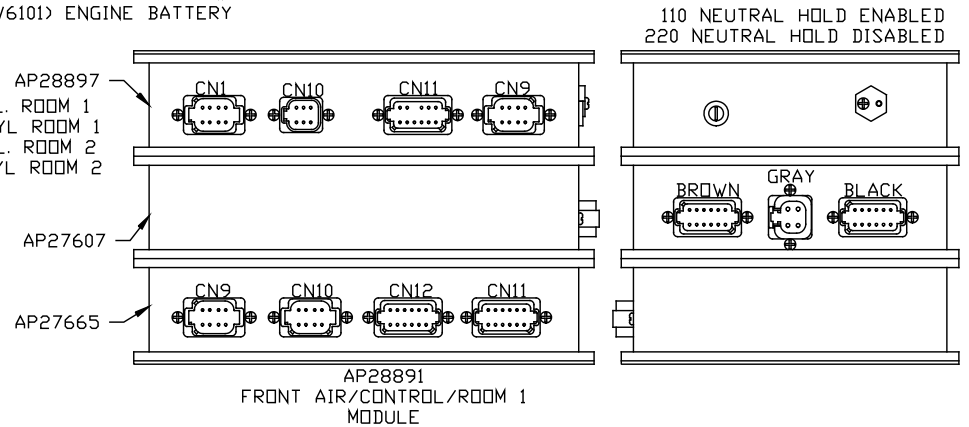 /6101) ENGINE BATTERY
110 NEUTRAL HOLD ENABLED
220 NEUTRAL HOLD DISABLED
AP28897
L. ROOM 1
YL ROOM 1
L. ROOM 2
YL ROOM 2
CN1 CN10 CN11 CN9
BROWN GRAY BLACK
AP27607
CN9 CN10 CN12 CN11
AP27665
AP28891
FRONT AIR/CONTROL/ROOM 1
MODULE